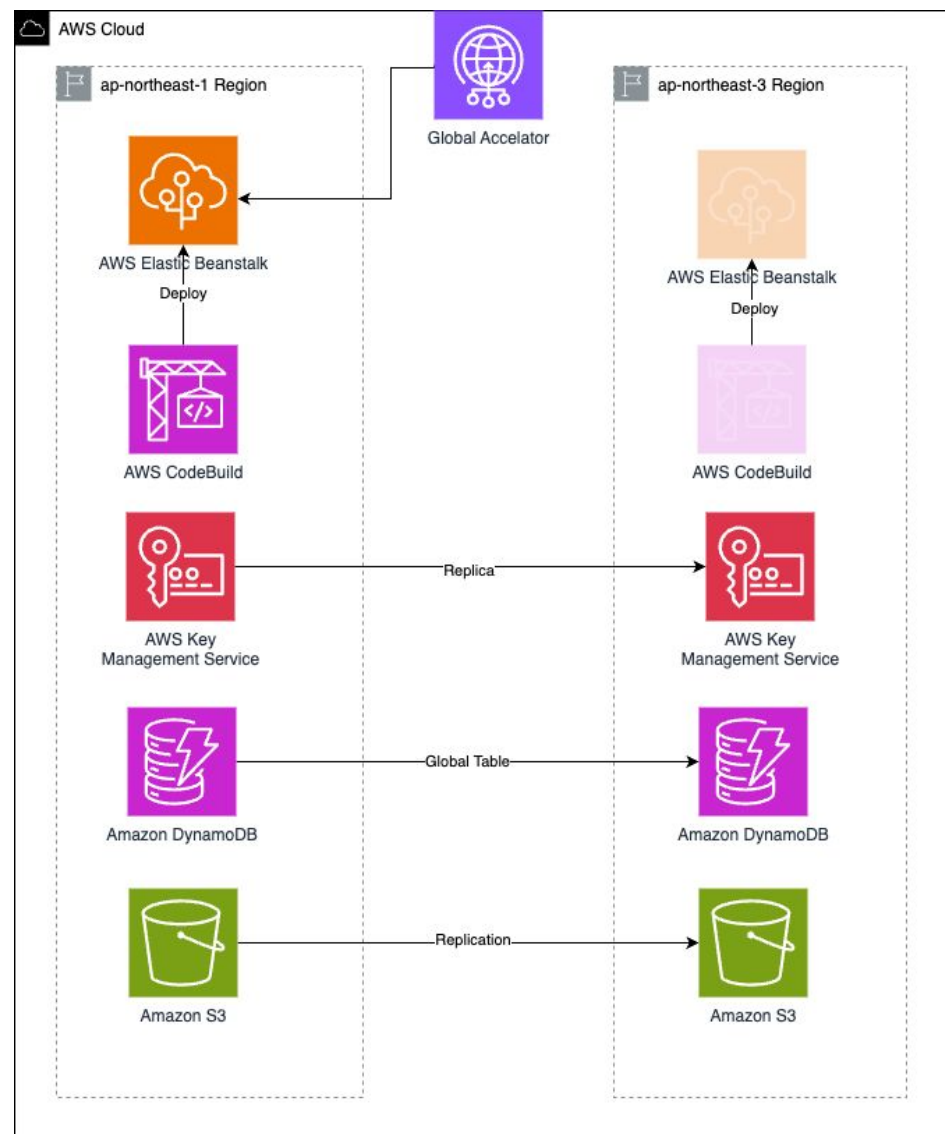 AWS Cloud
ap-northeast-1 Region
ap-northeast-3 Region
Global Accelator
AWS Elastic Beanstalk
AWS Elastic Beanstalk
Deploy
Deploy
</>
</>
AWS CodeBuild
AWS CodeBuild
Replica
AWS Key
Management Service
AWS Key
Management Service
Global Table
Amazon DynamoDB
Amazon DynamoDB
Replication
Amazon S3
Amazon S3